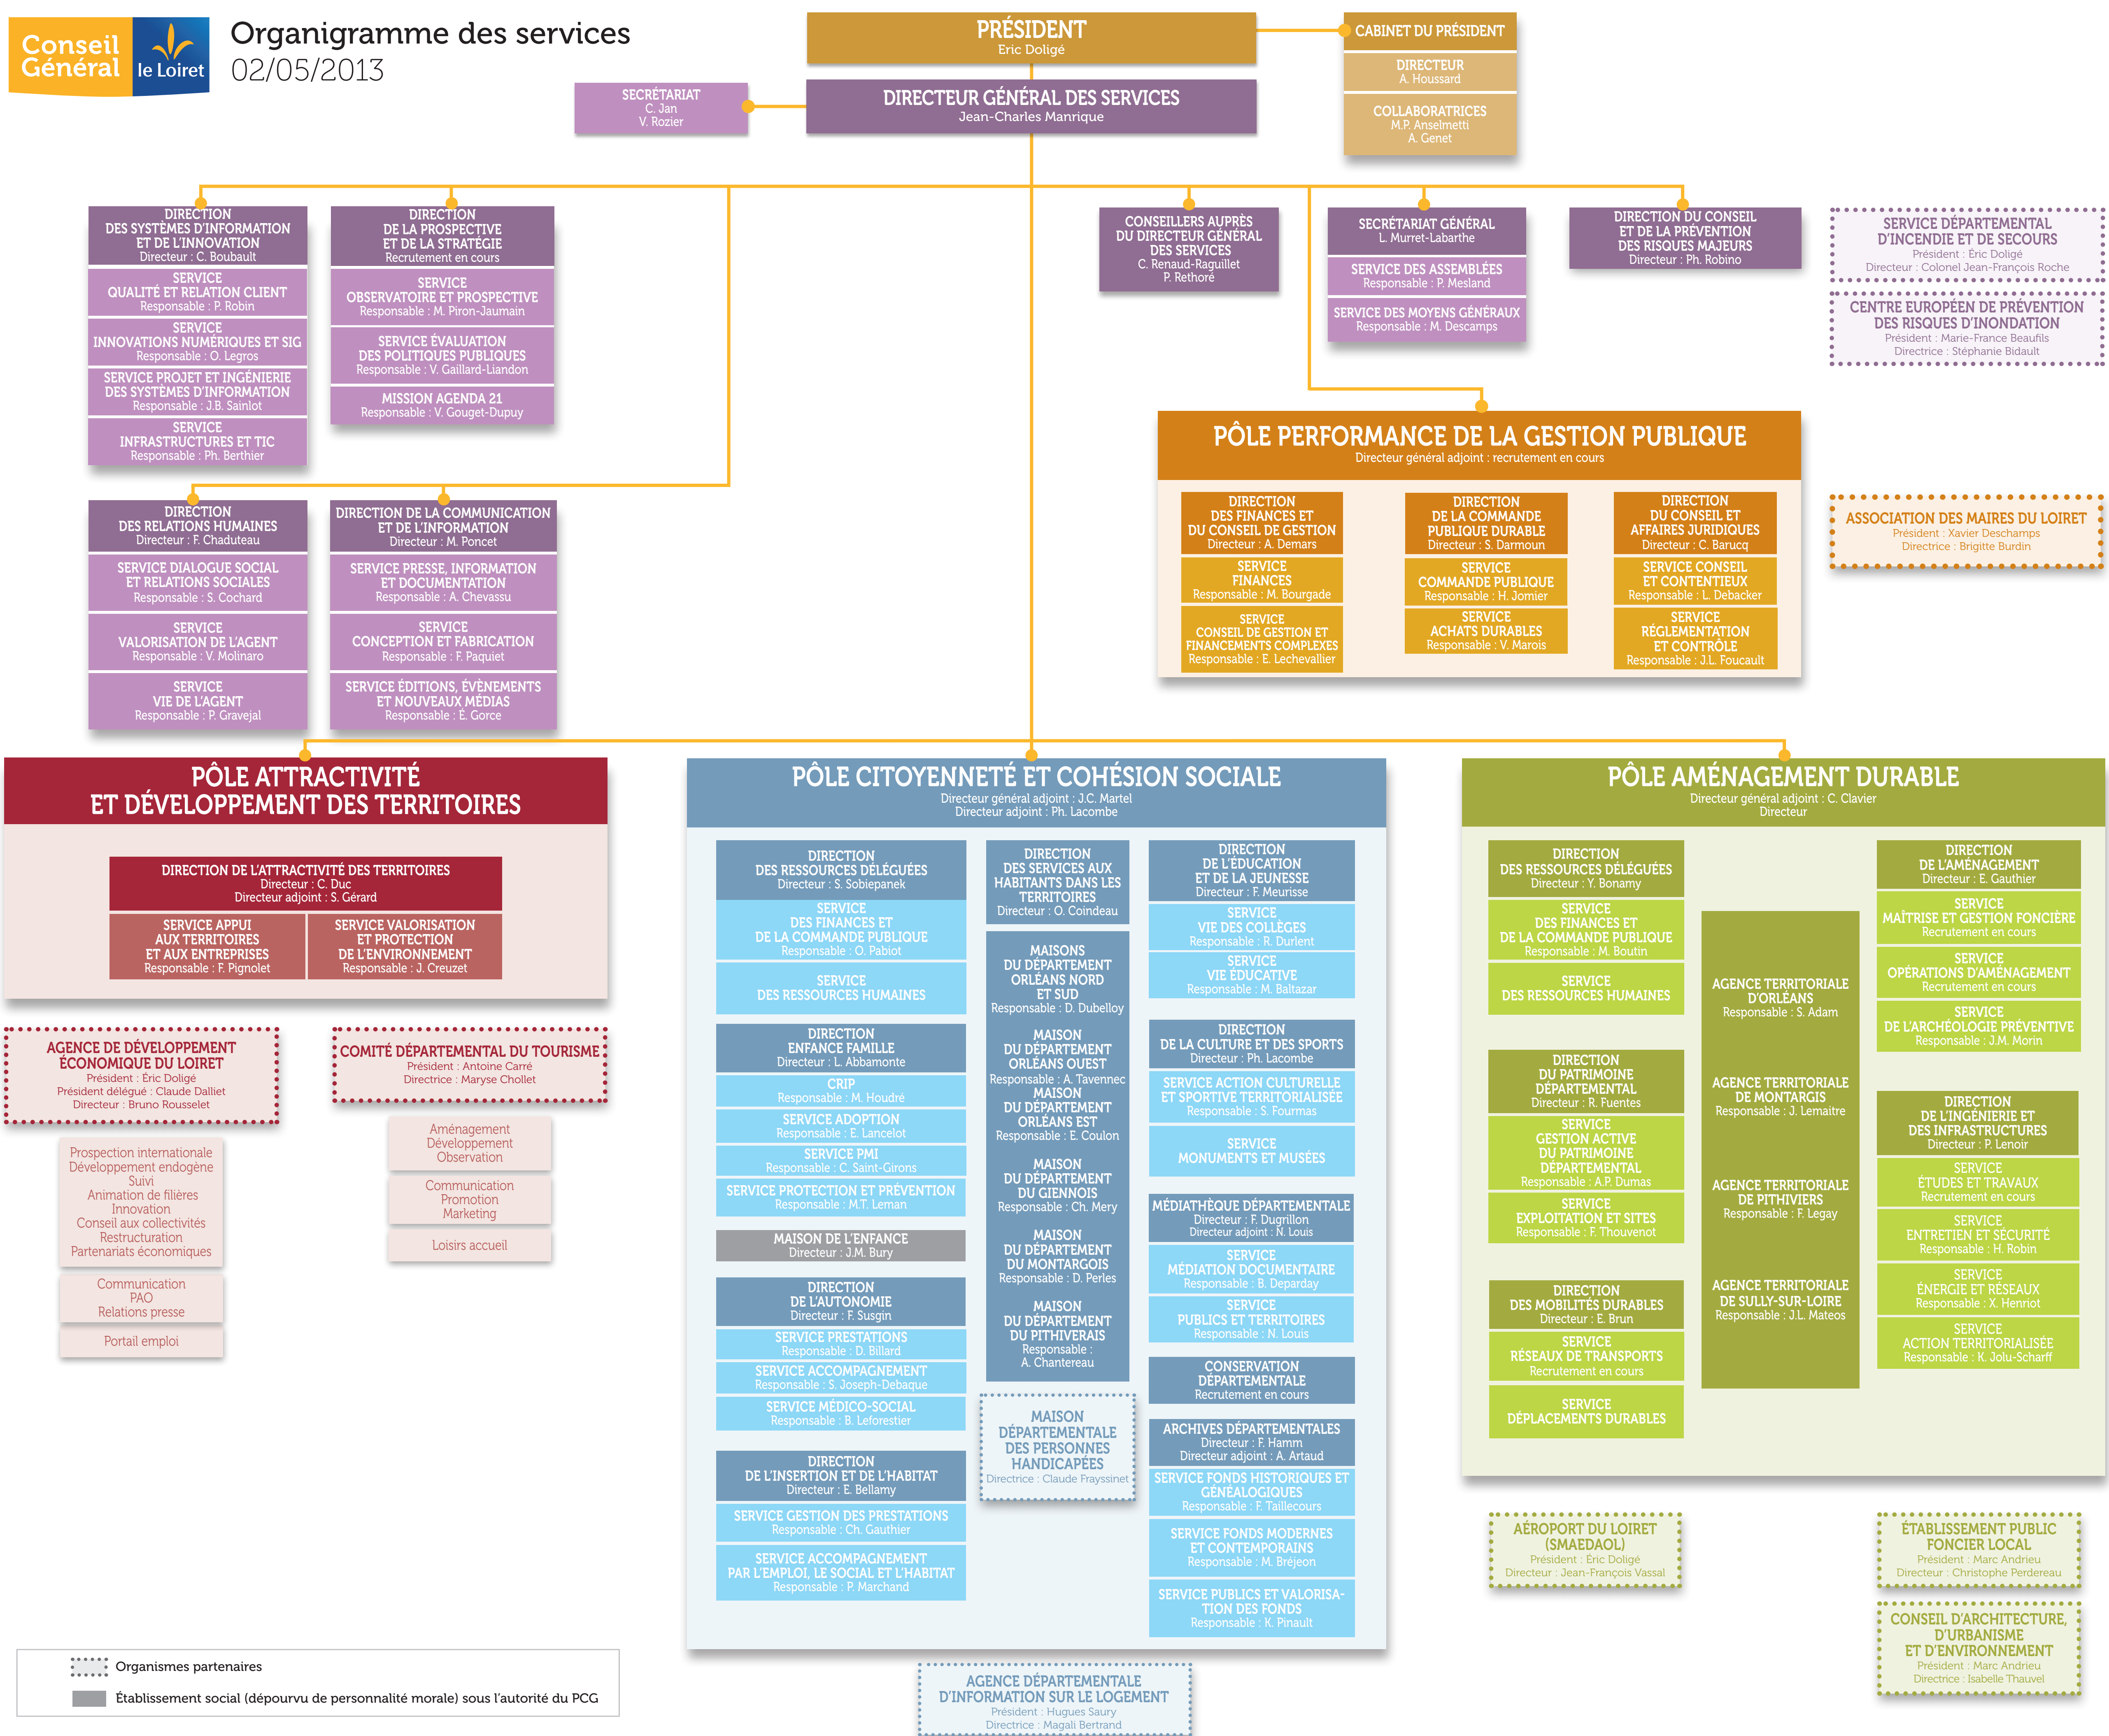 Conseil
Général
le Loiret
Organigramme des services
02/05/2013
PRÉSIDENT
Eric Doligé
CABINET DU PRÉSIDENT
DIRECTEUR
A. Houssard
COLLABORATRICES
M.P. Anselmetti
A. Genet
SECRÉTARIAT
C. Jan
V. Rozier
DIRECTEUR GÉNÉRAL DES SERVICES
Jean-Charles Manrique
DIRECTION
DES SYSTÈMES D'INFORMATION
ET DE L'INNOVATION
Directeur : C. Boubault
SERVICE
QUALITÉ ET RELATION CLIENT
Responsable : P. Robin
SERVICE
INNOVATIONS NUMÉRIQUES ET SIG
Responsable : O. Legros
SERVICE PROJET ET INGÉNIERIE
DES SYSTÈMES D'INFORMATION
Responsable : J.B. Sainlot
SERVICE
INFRASTRUCTURES ET TIC
Responsable : Ph. Berthier
DIRECTION
DE LA PROSPECTIVE
ET DE LA STRATÉGIE
Recrutement en cours
SERVICE
OBSERVATOIRE ET PROSPECTIVE
Responsable : M. Piron-Jaumain
SERVICE ÉVALUATION
DES POLITIQUES PUBLIQUES
Responsable : V. Gaillard-Liandon
MISSION AGENDA 21
Responsable : V. Gouget-Dupuy
CONSEILLERS AUPRÈS
DU DIRECTEUR GÉNÉRAL
DES SERVICES
C. Renaud-Raguillet
P. Rethoré
SECRÉTARIAT GÉNÉRAL
L. Murret-Labarthe
SERVICE DES ASSEMBLÉES
Responsable : P. Mesland
SERVICE DES MOYENS GÉNÉRAUX
Responsable : M. Descamps
DIRECTION DU CONSEIL
ET DE LA PRÉVENTION
DES RISQUES MAJEURS
Directeur : Ph. Robino
SERVICE DÉPARTEMENTAL
D'INCENDIE ET DE SECOURS
Président : Éric Doligé
Directeur : Colonel Jean-François Roche
CENTRE EUROPÉEN DE PRÉVENTION
DES RISQUES D'INONDATION
Président : Marie-France Beaufils
Directrice : Stéphanie Bidault
DIRECTION
DES RELATIONS HUMAINES
Directeur : F. Chaduteau
SERVICE DIALOGUE SOCIAL
ET RELATIONS SOCIALES
Responsable : S. Cochard
SERVICE
VALORISATION DE L'AGENT
Responsable : V. Molinaro
SERVICE
VIE DE L'AGENT
Responsable : P. Gravejal
DIRECTION DE LA COMMUNICATION
ET DE L'INFORMATION
Directeur : M. Poncet
SERVICE PRESSE, INFORMATION
ET DOCUMENTATION
Responsable : A. Chevassu
SERVICE
CONCEPTION ET FABRICATION
Responsable : F. Paquiet
SERVICE ÉDITIONS, ÉVÈNEMENTS
ET NOUVEAUX MÉDIAS
Responsable : É. Gorce
PÔLE PERFORMANCE DE LA GESTION PUBLIQUE
Directeur général adjoint : recrutement en cours
DIRECTION
DES FINANCES ET
DU CONSEIL DE GESTION
Directeur : A. Demars
SERVICE
FINANCES
Responsable : M. Bourgade
SERVICE
CONSEIL DE GESTION ET
FINANCEMENTS COMPLEXES
Responsable : E. Lechevallier
DIRECTION
DE LA COMMANDE
PUBLIQUE DURABLE
Directeur : S. Darmoun
SERVICE
COMMANDE PUBLIQUE
Responsable : H. Jomier
SERVICE
ACHATS DURABLES
Responsable : V. Marois
DIRECTION
DU CONSEIL ET
AFFAIRES JURIDIQUES
Directeur : C. Barucq
SERVICE CONSEIL
ET CONTENTIEUX
Responsable : L. Debacker
SERVICE
RÉGLEMENTATION
ET CONTRÔLE
Responsable : J.L. Foucault
ASSOCIATION DES MAIRES DU LOIRET
Président : Xavier Deschamps
Directrice : Brigitte Burdin
PÔLE ATTRACTIVITÉ
ET DÉVELOPPEMENT DES TERRITOIRES
DIRECTION DE L'ATTRACTIVITÉ DES TERRITOIRES
Directeur : C. Duc
Directeur adjoint : S. Gérard
SERVICE APPUI
AUX TERRITOIRES
ET AUX ENTREPRISES
Responsable : F. Pignolet
SERVICE VALORISATION
ET PROTECTION
DE L'ENVIRONNEMENT
Responsable : J. Creuzet
AGENCE DE DÉVELOPPEMENT
ÉCONOMIQUE DU LOIRET
Président : Éric Doligé
Président délégué : Claude Dalliet
Directeur : Bruno Rousselet
Prospection internationale
Développement endogène
Suivi
Animation de filières
Innovation
Conseil aux collectivités
Restructuration
Partenariats économiques
Communication
PAO
Relations presse
Portail emploi
COMITÉ DÉPARTEMENTAL DU TOURISME
Président : Antoine Carré
Directrice : Maryse Chollet
Aménagement
Développement
Observation
Communication
Promotion
Marketing
Loisirs accueil
PÔLE CITOYENNETÉ ET COHÉSION SOCIALE
Directeur général adjoint : J.C. Martel
Directeur adjoint : Ph. Lacombe
DIRECTION
DES RESSOURCES DÉLÉGUÉES
Directeur : S. Sobiepanek
SERVICE
DES FINANCES ET
DE LA COMMANDE PUBLIQUE
Responsable : O. Pabiot
SERVICE
DES RESSOURCES HUMAINES
DIRECTION
ENFANCE FAMILLE
Directeur : L. Abbamonte
CRIP
Responsable : M. Houdré
SERVICE ADOPTION
Responsable : E. Lancelot
SERVICE PMI
Responsable : C. Saint-Girons
SERVICE PROTECTION ET PRÉVENTION
Responsable : M.T. Leman
MAISON DE L'ENFANCE
Directeur : J.M. Bury
DIRECTION
DE L'AUTONOMIE
Directeur : F. Susgin
SERVICE PRESTATIONS
Responsable : D. Billard
SERVICE ACCOMPAGNEMENT
Responsable : S. Joseph-Debaque
SERVICE MÉDICO-SOCIAL
Responsable : B. Leforestier
DIRECTION
DE L'INSERTION ET DE L'HABITAT
Directeur : E. Bellamy
SERVICE GESTION DES PRESTATIONS
Responsable : Ch. Gauthier
SERVICE ACCOMPAGNEMENT
PAR L'EMPLOI, LE SOCIAL ET L'HABITAT
Responsable : P. Marchand
DIRECTION
DES SERVICES AUX
HABITANTS DANS LES
TERRITOIRES
Directeur : O. Coindeau
MAISONS
DU DÉPARTEMENT
ORLÉANS NORD
ET SUD
Responsable : D. Dubelloy
MAISON
DU DÉPARTEMENT
ORLÉANS OUEST
Responsable : A. Tavennec
MAISON
DU DÉPARTEMENT
ORLÉANS EST
Responsable : E. Coulon
MAISON
DU DÉPARTEMENT
DU GIENNOIS
Responsable : Ch. Mery
MAISON
DU DÉPARTEMENT
DU MONTARGOIS
Responsable : D. Perles
MAISON
DU DÉPARTEMENT
DU PITHIVERAIS
Responsable :
A. Chantereau
MAISON
DÉPARTEMENTALE
DES PERSONNES
HANDICAPÉES
Directrice : Claude Frayssinet
DIRECTION
DE L'ÉDUCATION
ET DE LA JEUNESSE
Directeur : F. Meurisse
SERVICE
VIE DES COLLÈGES
Responsable : R. Durlent
SERVICE
VIE ÉDUCATIVE
Responsable : M. Baltazar
DIRECTION
DE LA CULTURE ET DES SPORTS
Directeur : Ph. Lacombe
SERVICE ACTION CULTURELLE
ET SPORTIVE TERRITORIALISÉE
Responsable : S. Fourmas
SERVICE
MONUMENTS ET MUSÉES
MÉDIATHÈQUE DÉPARTEMENTALE
Directeur : F. Dugrillon
Directeur adjoint : N. Louis
SERVICE
MÉDIATION DOCUMENTAIRE
Responsable : B. Deparday
SERVICE
PUBLICS ET TERRITOIRES
Responsable : N. Louis
CONSERVATION
DÉPARTEMENTALE
Recrutement en cours
ARCHIVES DÉPARTEMENTALES
Directeur : F. Hamm
Directeur adjoint : A. Artaud
SERVICE FONDS HISTORIQUES ET
GÉNÉALOGIQUES
Responsable : F. Taillecours
SERVICE FONDS MODERNES
ET CONTEMPORAINS
Responsable : M. Bréjeon
SERVICE PUBLICS ET VALORISA-
TION DES FONDS
Responsable : K. Pinault
AGENCE DÉPARTEMENTALE
D'INFORMATION SUR LE LOGEMENT
Président : Hugues Saury
Directrice : Magali Bertrand
PÔLE AMÉNAGEMENT DURABLE
Directeur général adjoint : C. Clavier
Directeur
DIRECTION
DES RESSOURCES DÉLÉGUÉES
Directeur : Y. Bonamy
SERVICE
DES FINANCES ET
DE LA COMMANDE PUBLIQUE
Responsable : M. Boutin
SERVICE
DES RESSOURCES HUMAINES
DIRECTION
DU PATRIMOINE
DÉPARTEMENTAL
Directeur : R. Fuentes
SERVICE
GESTION ACTIVE
DU PATRIMOINE
DÉPARTEMENTAL
Responsable : A.P. Dumas
SERVICE
EXPLOITATION ET SITES
Responsable : F. Thouvenot
DIRECTION
DES MOBILITÉS DURABLES
Directeur : E. Brun
SERVICE
RÉSEAUX DE TRANSPORTS
Recrutement en cours
SERVICE
DÉPLACEMENTS DURABLES
AGENCE TERRITORIALE
D'ORLÉANS
Responsable : S. Adam
AGENCE TERRITORIALE
DE MONTARGIS
Responsable : J. Lemaitre
AGENCE TERRITORIALE
DE PITHIVIERS
Responsable : F. Legay
AGENCE TERRITORIALE
DE SULLY-SUR-LOIRE
Responsable : J.L. Mateos
DIRECTION
DE L'AMÉNAGEMENT
Directeur : E. Gauthier
SERVICE
MAÎTRISE ET GESTION FONCIÈRE
Recrutement en cours
SERVICE
OPÉRATIONS D'AMÉNAGEMENT
Recrutement en cours
SERVICE
DE L'ARCHÉOLOGIE PRÉVENTIVE
Responsable : J.M. Morin
DIRECTION
DE L'INGÉNIERIE ET
DES INFRASTRUCTURES
Directeur : P. Lenoir
SERVICE
ÉTUDES ET TRAVAUX
Recrutement en cours
SERVICE
ENTRETIEN ET SÉCURITÉ
Responsable : H. Robin
SERVICE
ÉNERGIE ET RÉSEAUX
Responsable : X. Henriot
SERVICE
ACTION TERRITORIALISÉE
Responsable : K. Jolu-Scharff
AÉROPORT DU LOIRET
(SMAEDAOL)
Président : Éric Doligé
Directeur : Jean-François Vassal
ÉTABLISSEMENT PUBLIC
FONCIER LOCAL
Président : Marc Andrieu
Directeur : Christophe Perdereau
CONSEIL D'ARCHITECTURE,
D'URBANISME
ET D'ENVIRONNEMENT
Président : Marc Andrieu
Directrice : Isabelle Thauvel
Organismes partenaires
Établissement social (dépourvu de personnalité morale) sous l'autorité du PCG